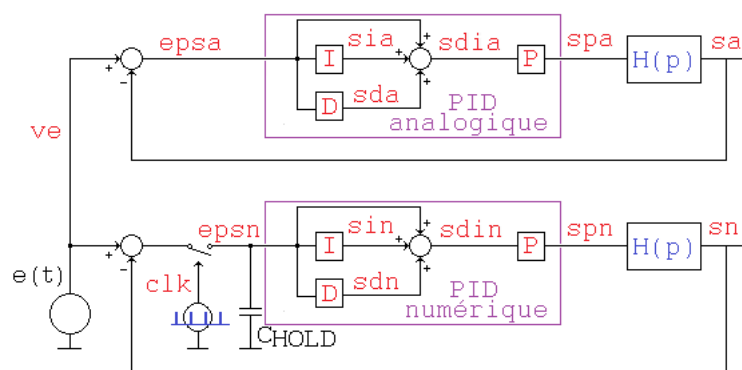 epsa
sia
sdia
spa
sa
+
+
+
-
I
P
H(p)
+
sda
D
PID
analogique
ve
epsn
sin
sdin
spn
sn
+
+
+
-
I
P
H(p)
+
e(t)
clk
sdn
D
PID
numérique
CHOLD